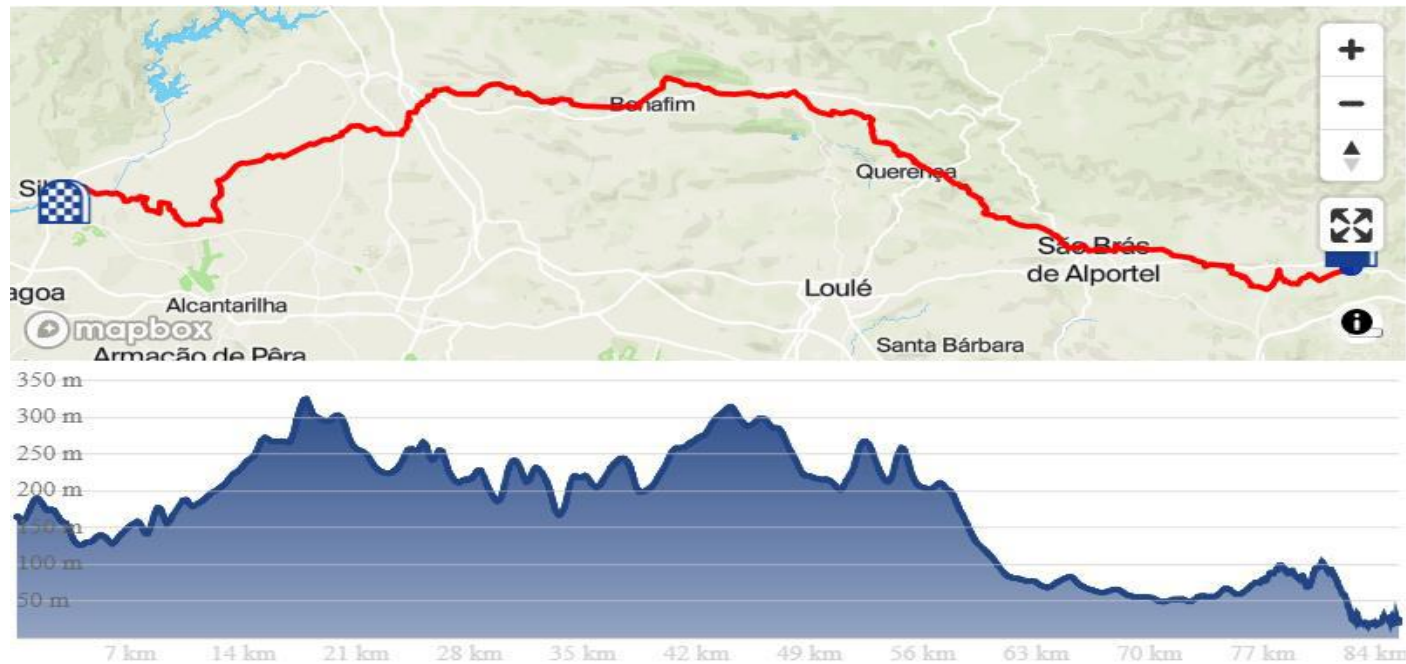 +
−
Benafim
Querença
Sil
São Brás
de Alportel
Loulé
agoa
Alcantarilha
i
mapbox
Santa Bárbara
Armação de Pêra
350 m
300 m
250 m
200 m
150 m
100 m
50 m
7 km 14 km 21 km 28 km 35 km 42 km 49 km 56 km 63 km 70 km 77 km 84 km